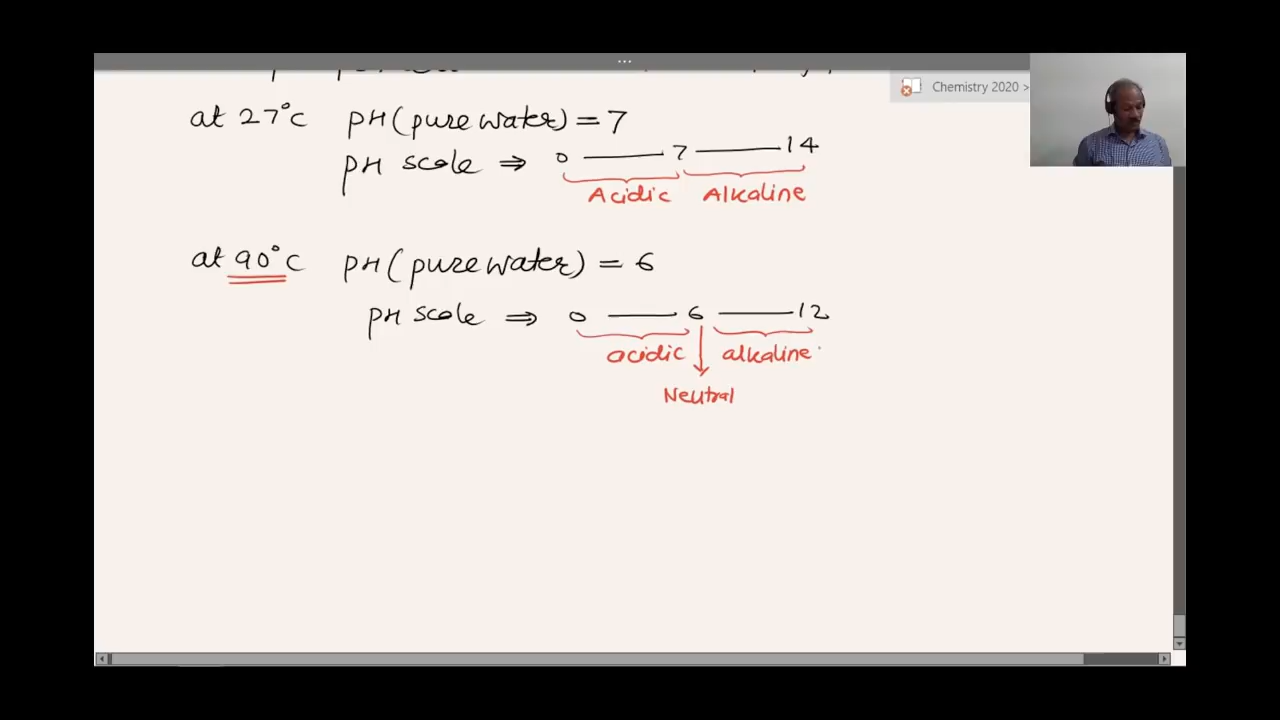 Chemistry 2020 >
at 27°c pH (pure water) = 7
pH scale ⇒ 0 —— 7 —— 14
Acidic Alkaline
at 90°c pH (pure water) = 6
pH scale ⇒ 0 —— 6 —— 12
acidic alkaline
Neutral